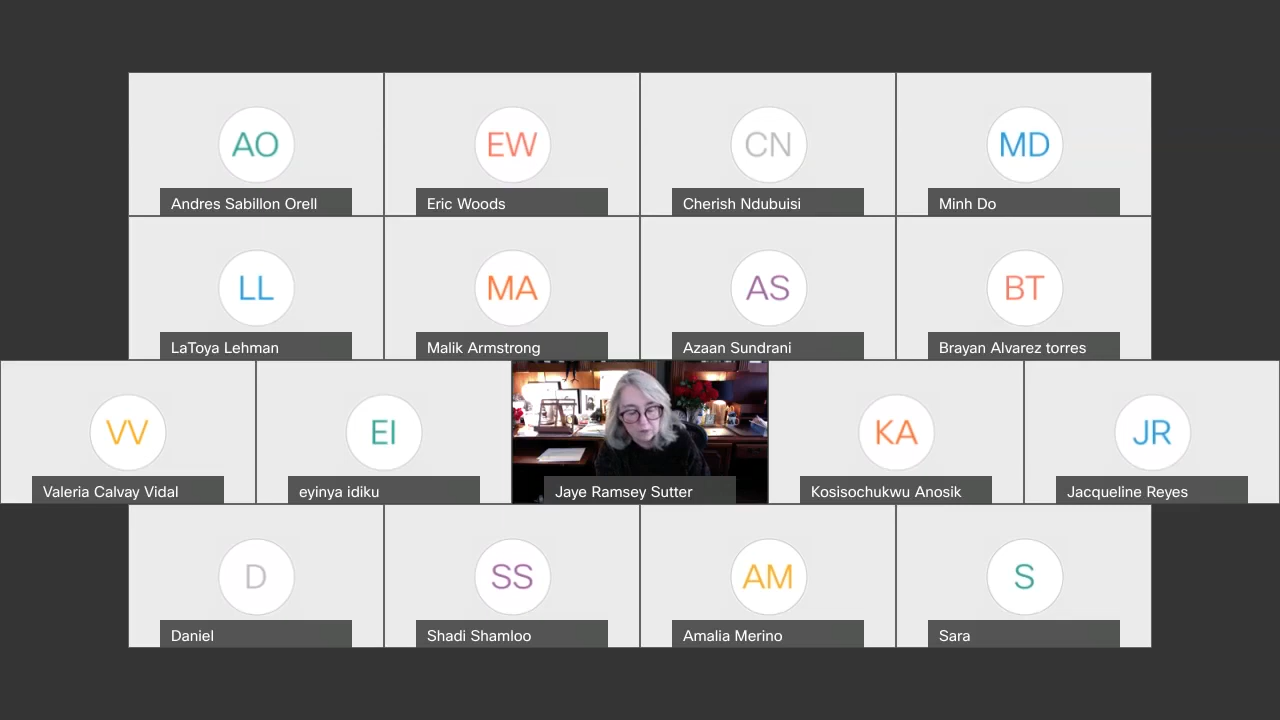 AO
EW
CN
MD
Andres Sabillon Orell
Eric Woods
Cherish Ndubuisi
Minh Do
LL
MA
AS
BT
LaToya Lehman
Malik Armstrong
Azaan Sundrani
Brayan Alvarez torres
VV
EI
KA
JR
Valeria Calvay Vidal
eyinya idiku
Jaye Ramsey Sutter
Kosisochukwu Anosik
Jacqueline Reyes
D
SS
AM
S
Daniel
Shadi Shamloo
Amalia Merino
Sara